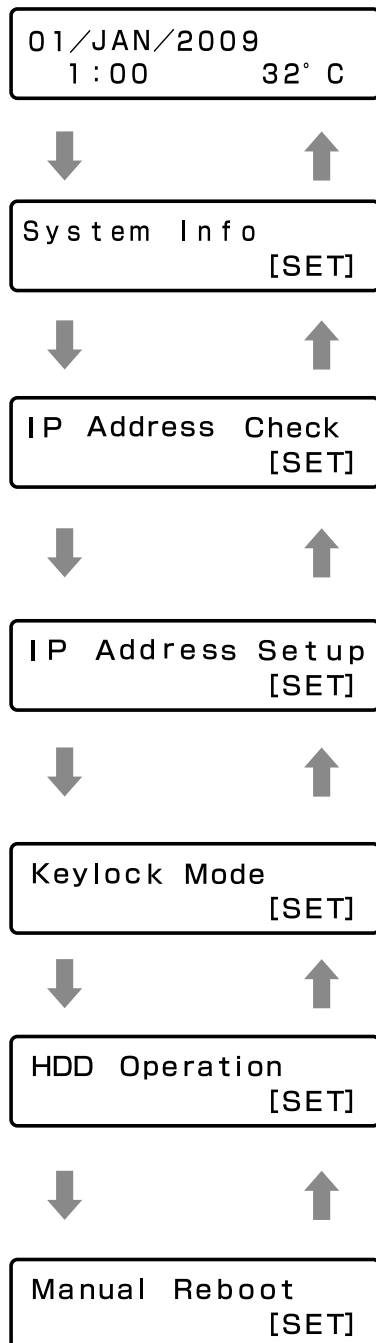 01/JAN/2009
1:00 32° C
System Info
[SET]
IP Address Check
[SET]
IP Address Setup
[SET]
Keylock Mode
[SET]
HDD Operation
[SET]
Manual Reboot
[SET]